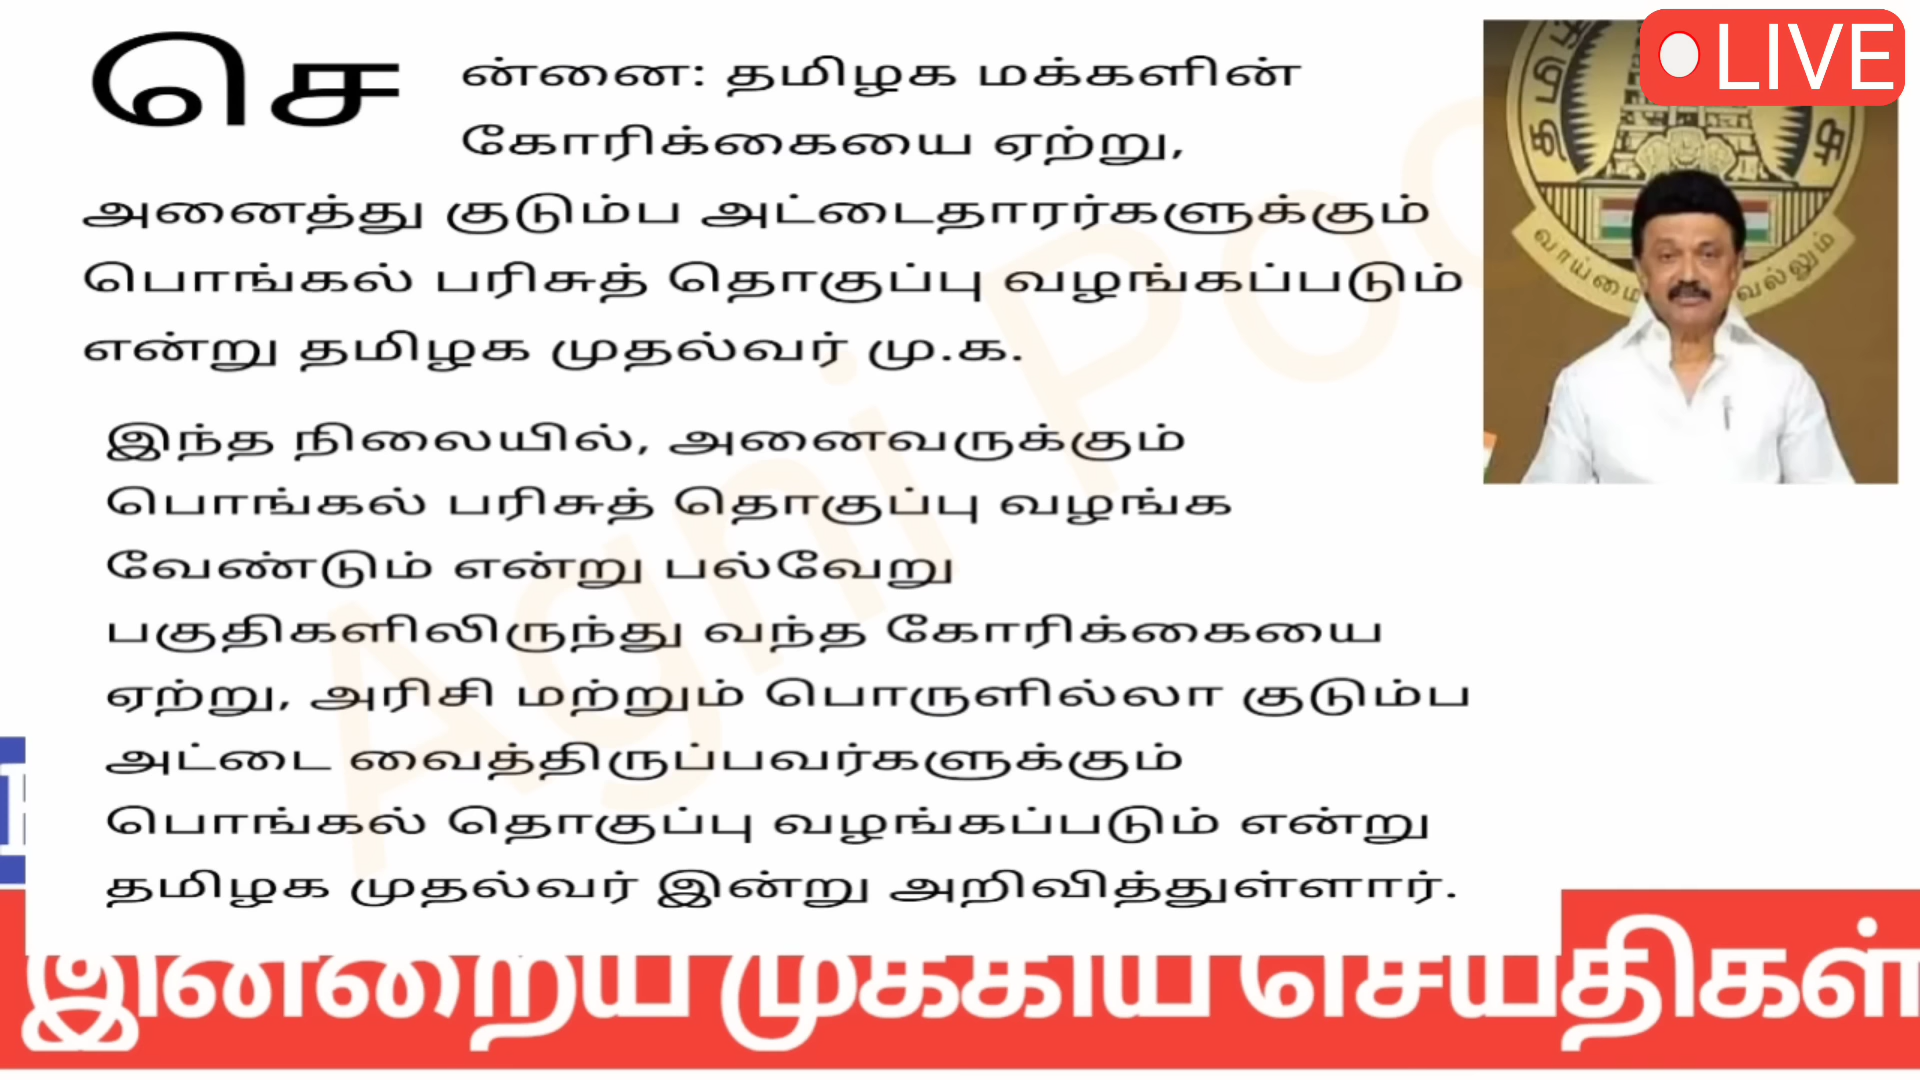 சென்னை: தமிழக மக்களின்
கோரிக்கையை ஏற்று,
அனைத்து குடும்ப அட்டைதாரர்களுக்கும்
பொங்கல் பரிசுத் தொகுப்பு வழங்கப்படும்
என்று தமிழக முதல்வர் மு.க.
இந்த நிலையில், அனைவருக்கும்
பொங்கல் பரிசுத் தொகுப்பு வழங்க
வேண்டும் என்று பல்வேறு
பகுதிகளிலிருந்து வந்த கோரிக்கையை
ஏற்று, அரிசி மற்றும் பொருளில்லா குடும்ப
அட்டை வைத்திருப்பவர்களுக்கும்
பொங்கல் தொகுப்பு வழங்கப்படும் என்று
தமிழக முதல்வர் இன்று அறிவித்துள்ளார்.
LIVE
வாய்மை வெல்லும்
Agni
இன்றைய முக்கிய செய்திகள்